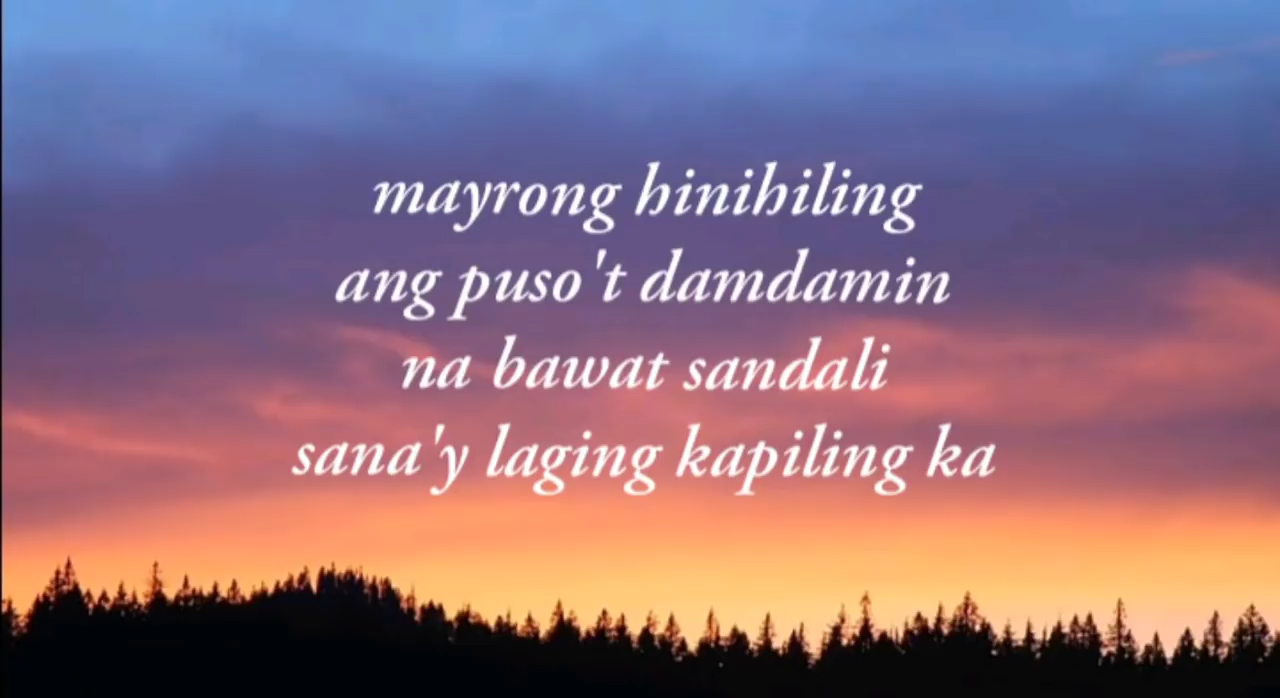 mayrong hinihiling
ang puso't damdamin
na bawat sandali
sana'y laging kapiling ka